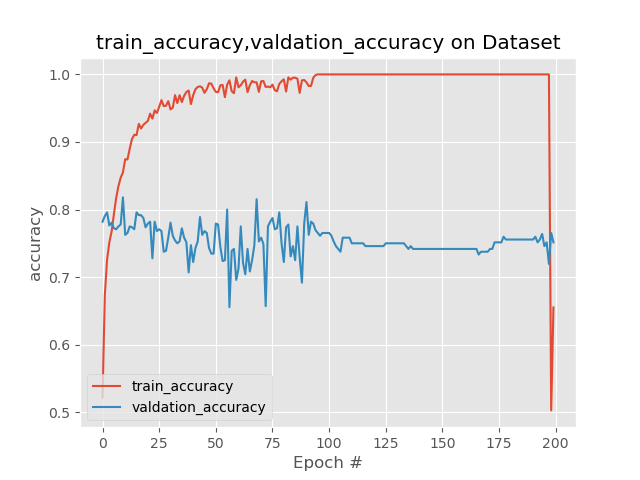 train_accuracy,valdation_accuracy on Dataset
1.0
0.9
0.8
0.7
0.6
0.5
accuracy
train_accuracy
valdation_accuracy
0 25 50 75 100 125 150 175 200
Epoch #